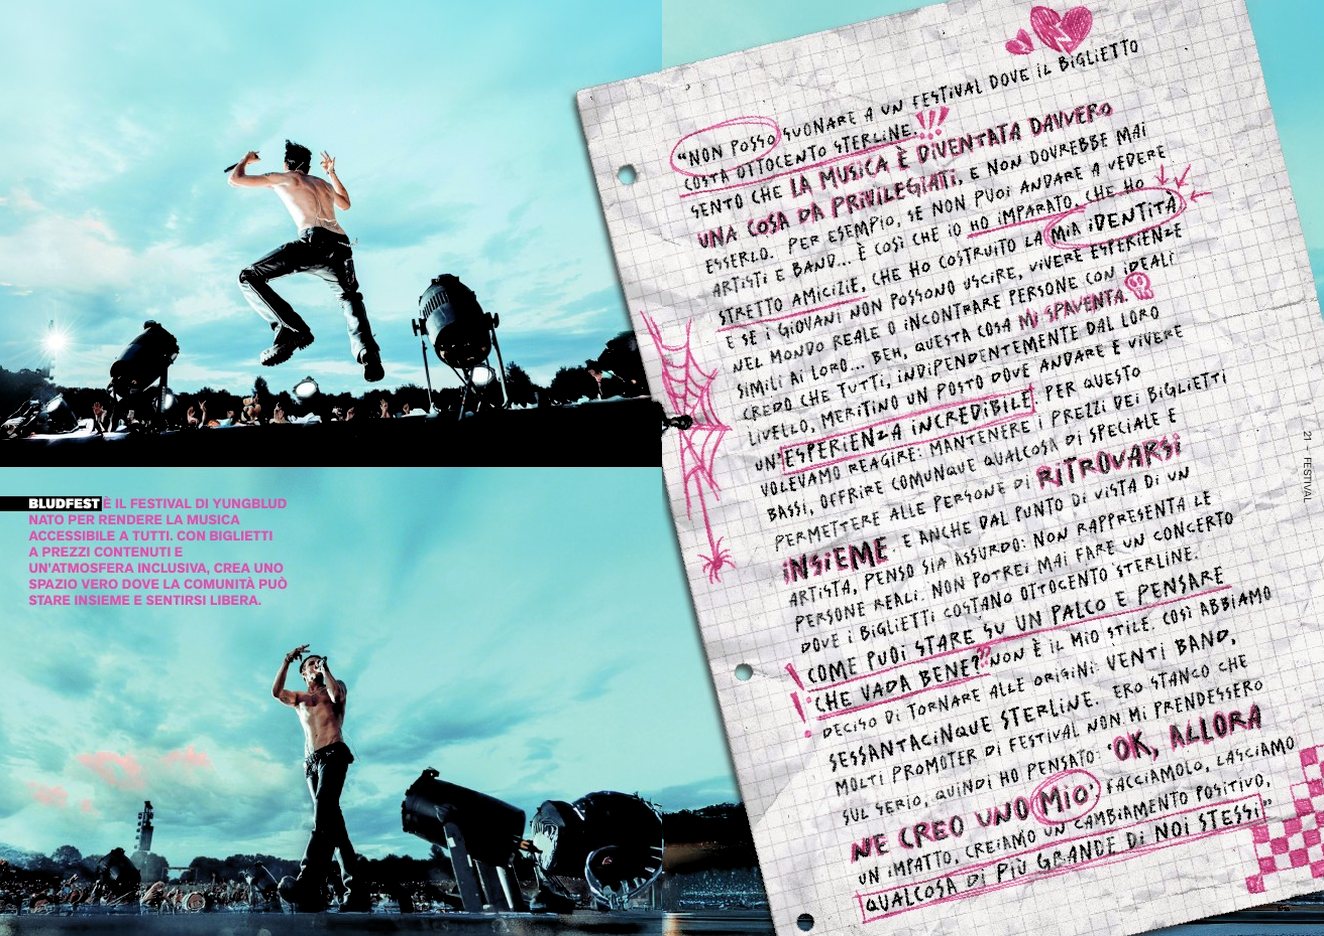 BLUDFEST È IL FESTIVAL DI YUNGBLUD
NATO PER RENDERE LA MUSICA
ACCESSIBILE A TUTTI. CON BIGLIETTI
A PREZZI CONTENUTI E
UN'ATMOSFERA INCLUSIVA, CREA UNO
SPAZIO VERO DOVE LA COMUNITÀ PUÒ
STARE INSIEME E SENTIRSI LIBERA.
"NON POSSO SUONARE A UN FESTIVAL DOVE IL BIGLIETTO
COSTA OTTOCENTO STERLINE.!!!
SENTO CHE LA MUSICA È DIVENTATA DAVVERO
UNA COSA DA PRIVILEGIATI, E NON DOVREBBE MAI
ESSERLO. PER ESEMPIO, SE NON PUOI ANDARE A VEDERE
ARTISTI E BAND... È COSÌ CHE IO HO IMPARATO, CHE HO
STRETTO AMICIZIE, CHE HO COSTRUITO LA MIA IDENTITÀ
E SE I GIOVANI NON POSSONO USCIRE, VIVERE ESPERIENZE
NEL MONDO REALE O INCONTRARE PERSONE CON IDEALI
SIMILI AI LORO... BEH, QUESTA COSA MI SPAVENTA.
CREDO CHE TUTTI, INDIPENDENTEMENTE DAL LORO
LIVELLO, MERITINO UN POSTO DOVE ANDARE E VIVERE
UN'ESPERIENZA INCREDIBILE. PER QUESTO
VOLEVAMO REAGIRE: MANTENERE I PREZZI DEI BIGLIETTI
BASSI, OFFRIRE COMUNQUE QUALCOSA DI SPECIALE E
PERMETTERE ALLE PERSONE DI RITROVARSI
INSIEME. E ANCHE DAL PUNTO DI VISTA DI UN
ARTISTA, PENSO SIA ASSURDO: NON RAPPRESENTA LE
PERSONE REALI. NON POTREI MAI FARE UN CONCERTO
DOVE I BIGLIETTI COSTANO OTTOCENTO STERLINE.
COME PUOI STARE SU UN PALCO E PENSARE
CHE VADA BENE?? NON È IL MIO STILE. COSÌ ABBIAMO
DECISO DI TORNARE ALLE ORIGINI: VENTI BAND,
SESSANTACINQUE STERLINE. ERO STANCO CHE
MOLTI PROMOTER DI FESTIVAL NON MI PRENDESSERO
SUL SERIO, QUINDI HO PENSATO: 'OK, ALLORA
NE CREO UNO MIO' FACCIAMOLO, LASCIAMO
UN IMPATTO, CREIAMO UN CAMBIAMENTO POSITIVO,
QUALCOSA DI PIÙ GRANDE DI NOI STESSI"
21 - FESTIVAL